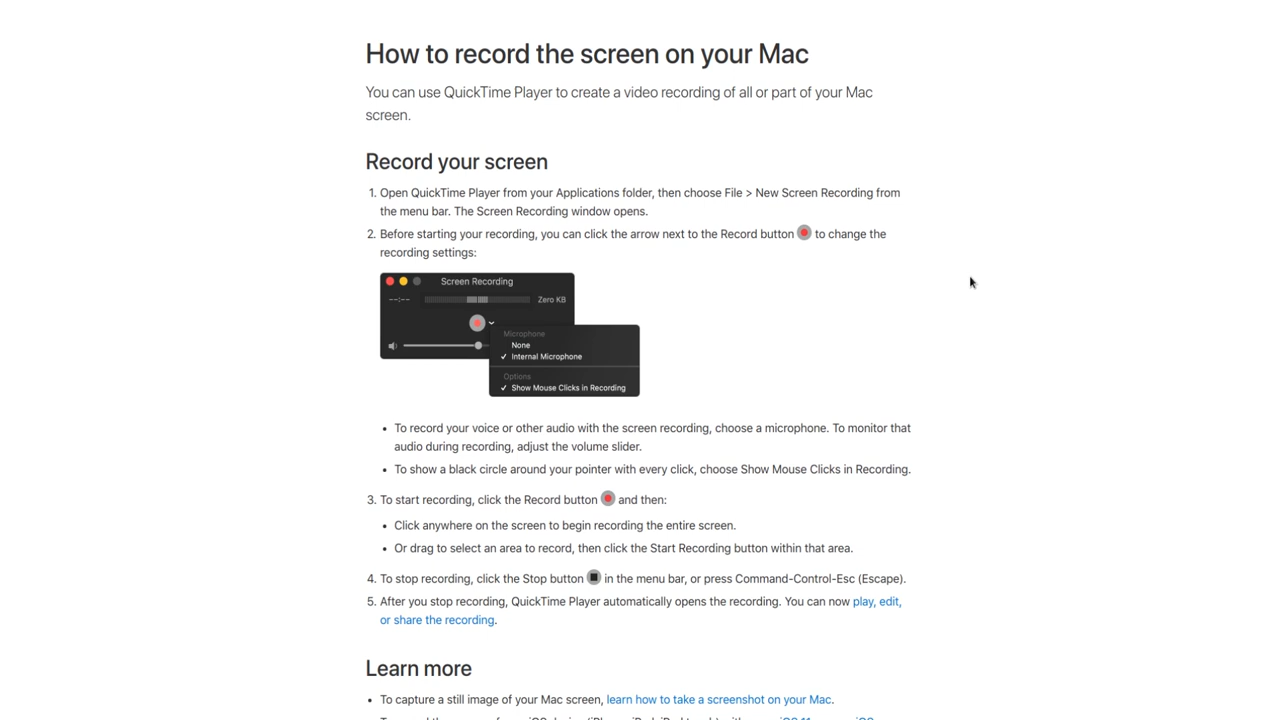 How to record the screen on your Mac
You can use QuickTime Player to create a video recording of all or part of your Mac
screen.
Record your screen
1. Open QuickTime Player from your Applications folder, then choose File > New Screen Recording from
the menu bar. The Screen Recording window opens.
2. Before starting your recording, you can click the arrow next to the Record button to change the
recording settings:
Screen Recording
--:-- Zero KB
Microphone
None
✓ Internal Microphone
Options
✓ Show Mouse Clicks in Recording
• To record your voice or other audio with the screen recording, choose a microphone. To monitor that
audio during recording, adjust the volume slider.
• To show a black circle around your pointer with every click, choose Show Mouse Clicks in Recording.
3. To start recording, click the Record button and then:
• Click anywhere on the screen to begin recording the entire screen.
• Or drag to select an area to record, then click the Start Recording button within that area.
4. To stop recording, click the Stop button in the menu bar, or press Command-Control-Esc (Escape).
5. After you stop recording, QuickTime Player automatically opens the recording. You can now play, edit,
or share the recording.
Learn more
• To capture a still image of your Mac screen, learn how to take a screenshot on your Mac.